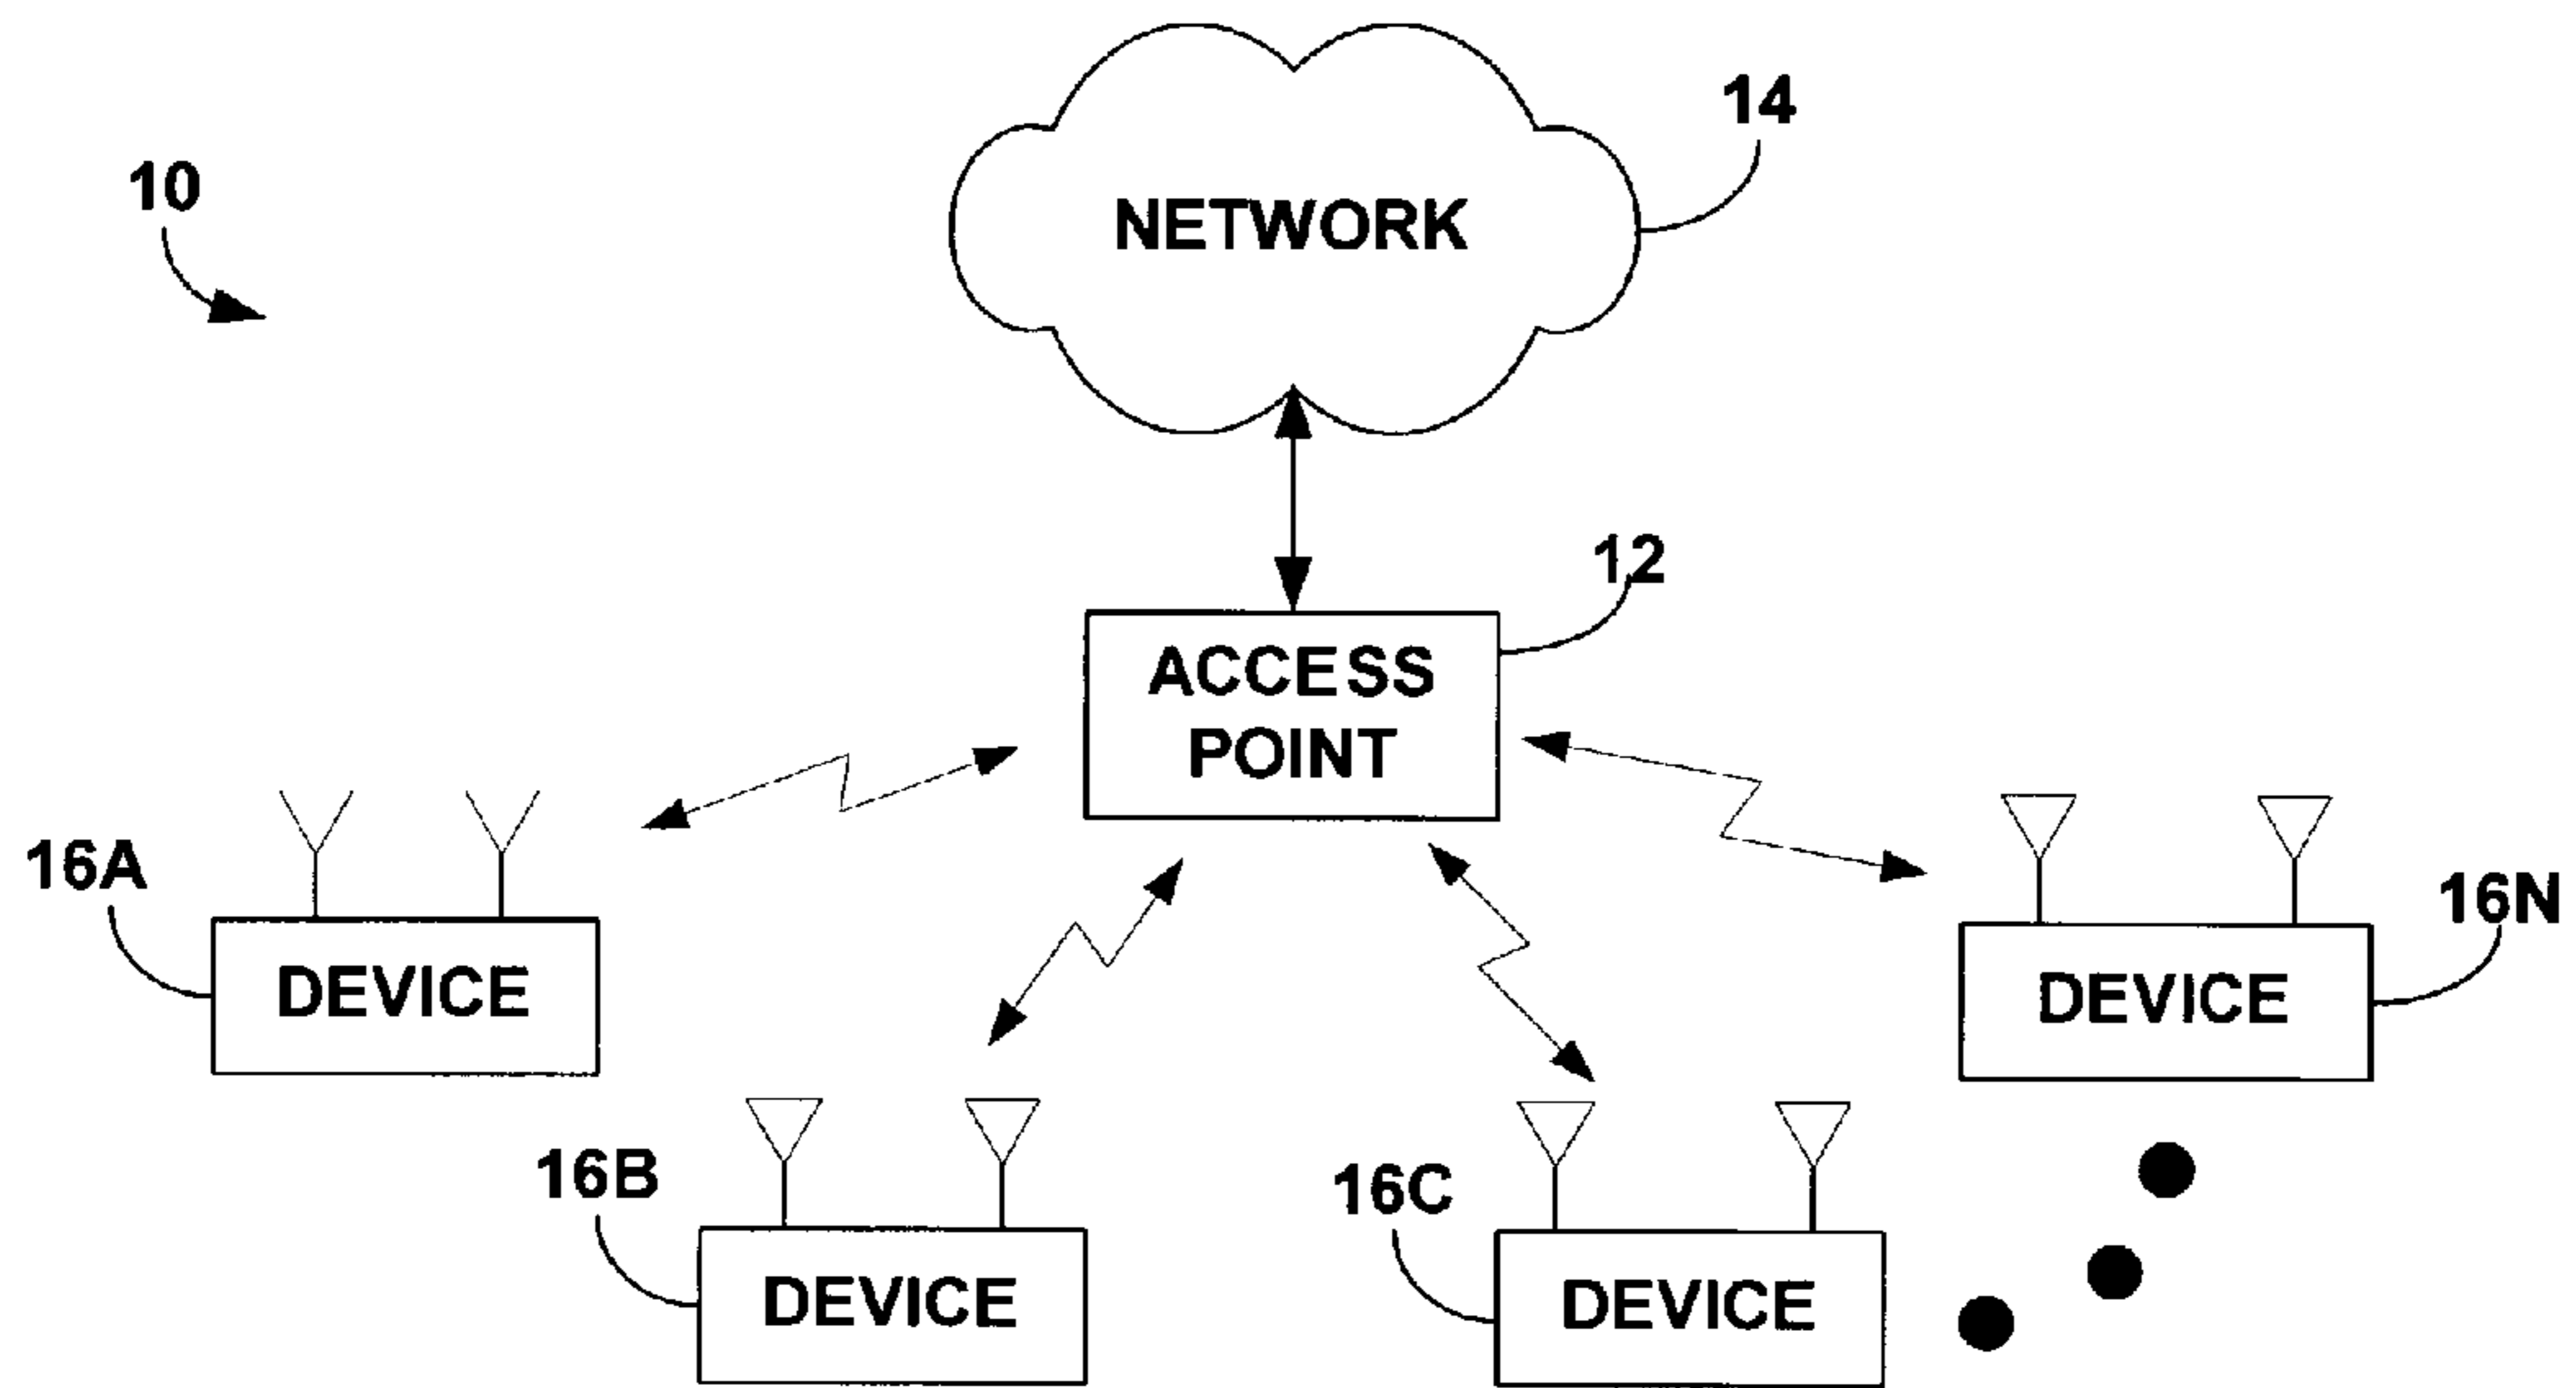 14
10
NETWORK
12
ACCESS
POINT
16A
16N
DEVICE
DEVICE
16B
16C
DEVICE
DEVICE